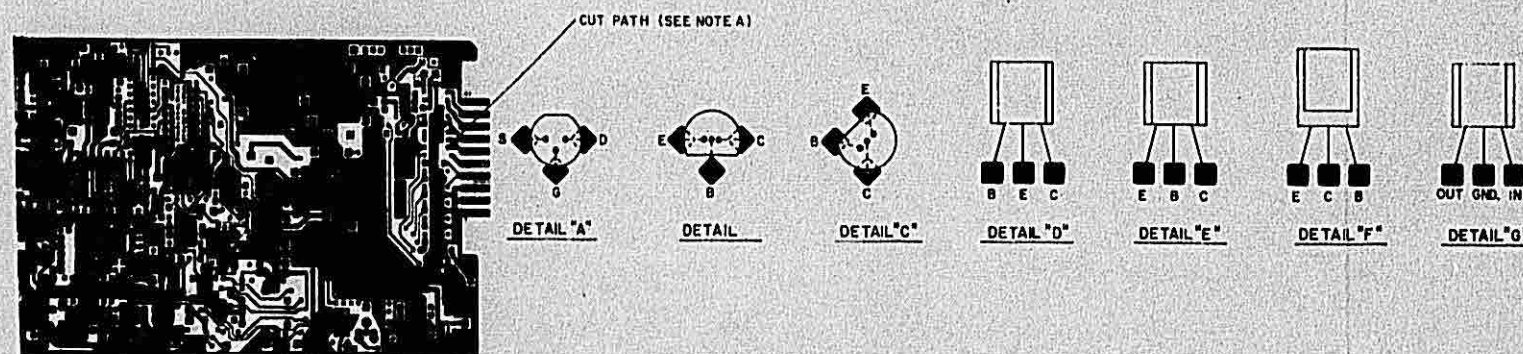 CUT PATH (SEE NOTE A)
S D
G
DETAIL "A"
E C
B
DETAIL
E
B
C
DETAIL "C"
B E C
DETAIL "D"
E B C
DETAIL "E"
E C B
DETAIL "F"
OUT GND. IN
DETAIL "G